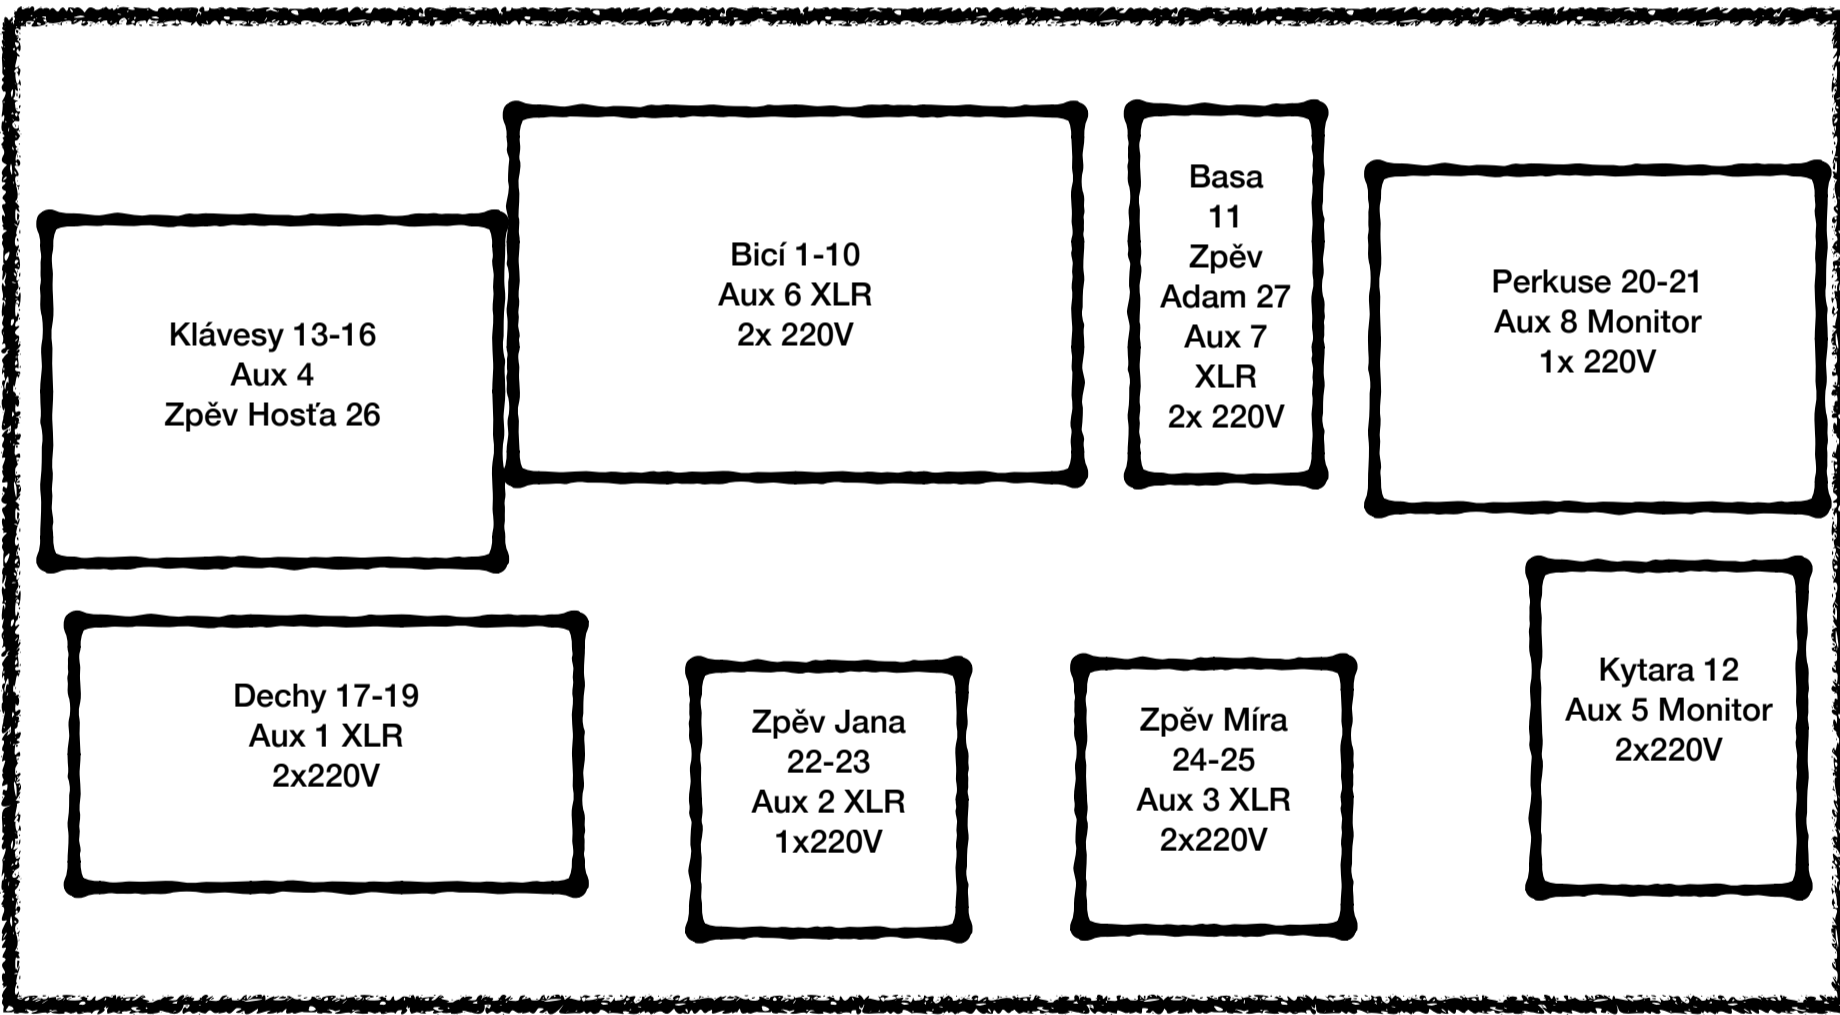 Klávesy 13-16
Aux 4
Zpěv Hosťa 26
Bicí 1-10
Aux 6 XLR
2x 220V
Basa
11
Zpěv
Adam 27
Aux 7
XLR
2x 220V
Perkuse 20-21
Aux 8 Monitor
1x 220V
Dechy 17-19
Aux 1 XLR
2x220V
Zpěv Jana
22-23
Aux 2 XLR
1x220V
Zpěv Míra
24-25
Aux 3 XLR
2x220V
Kytara 12
Aux 5 Monitor
2x220V